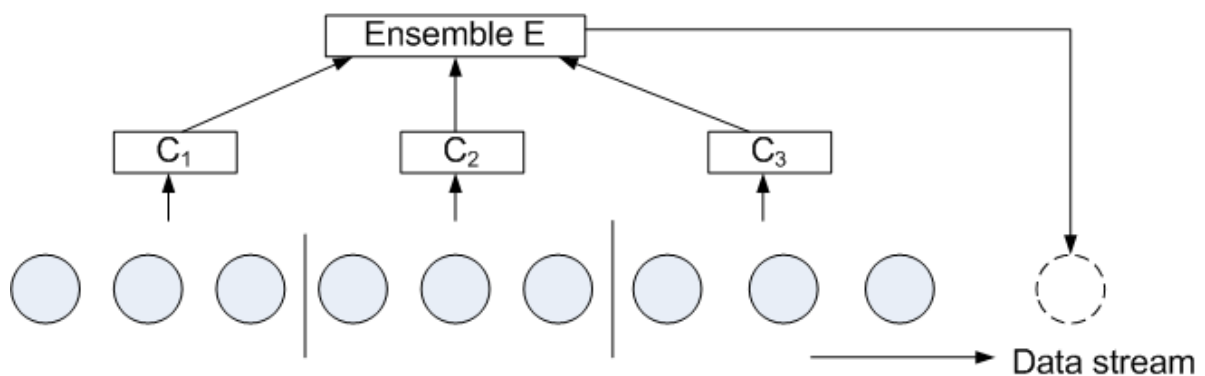 Ensemble E
C₁
C₂
C₃
Data stream